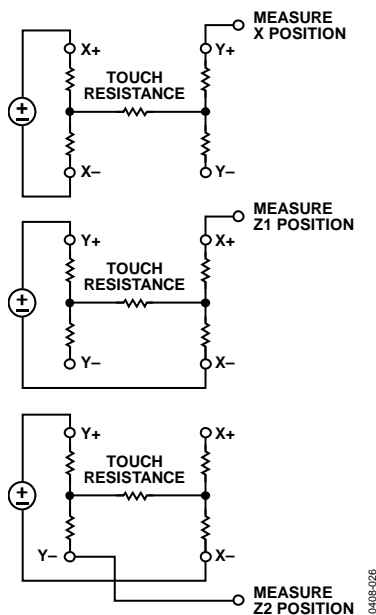 MEASURE
X POSITION
X+
Y+
TOUCH
RESISTANCE
±
X–
Y–
MEASURE
Z1 POSITION
Y+
X+
TOUCH
RESISTANCE
±
Y–
X–
Y+
X+
TOUCH
RESISTANCE
±
Y–
X–
MEASURE
Z2 POSITION
0408-026